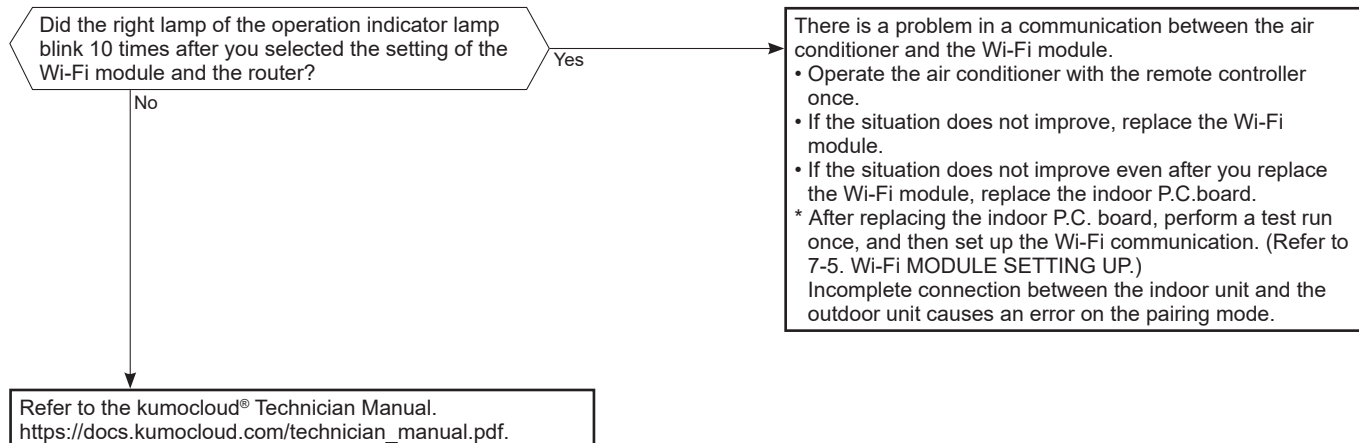 Did the right lamp of the operation indicator lamp
blink 10 times after you selected the setting of the
Wi-Fi module and the router?
Yes
No
There is a problem in a communication between the air
conditioner and the Wi-Fi module.
• Operate the air conditioner with the remote controller
once.
• If the situation does not improve, replace the Wi-Fi
module.
• If the situation does not improve even after you replace
the Wi-Fi module, replace the indoor P.C.board.
* After replacing the indoor P.C. board, perform a test run
once, and then set up the Wi-Fi communication. (Refer to
7-5. Wi-Fi MODULE SETTING UP.)
Incomplete connection between the indoor unit and the
outdoor unit causes an error on the pairing mode.
Refer to the kumocloud® Technician Manual.
https://docs.kumocloud.com/technician_manual.pdf.